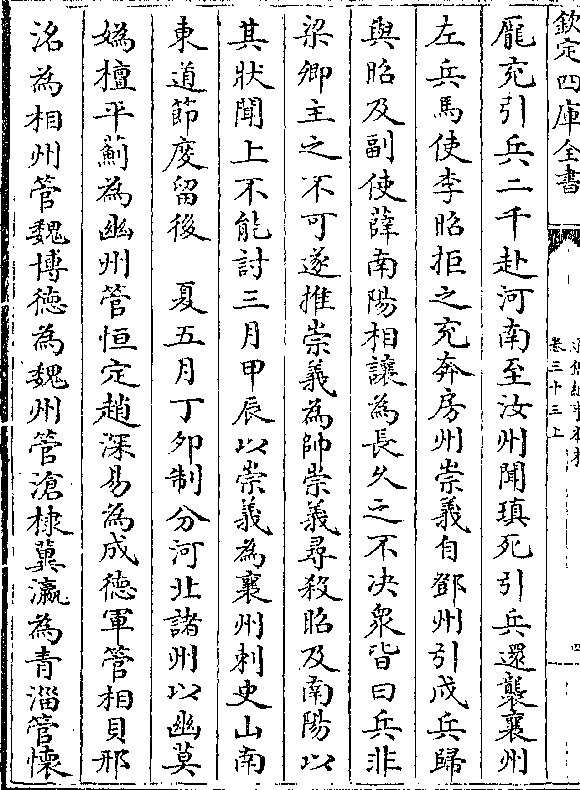 欽定四庫全書
卷三十三上
四
龎充引兵二千赴河南至汝州聞瑱死引兵還襲襄州
左兵馬使李昭拒之充奔房州崇義自鄧州引戍兵歸
與昭及副使薛南陽相讓為長久之不决衆皆曰兵非
梁卿主之不可遂推崇義為帥崇義尋殺昭及南陽以
其狀聞上不能討三月甲辰以崇義為襄州刺史山南
東道節度留後　夏五月丁夘制分河北諸州以幽莫
媯檀平薊為幽州管恒定趙深易為成德軍管相貝邢
洺為相州管魏博徳為魏州管滄棣冀瀛為青淄管懷